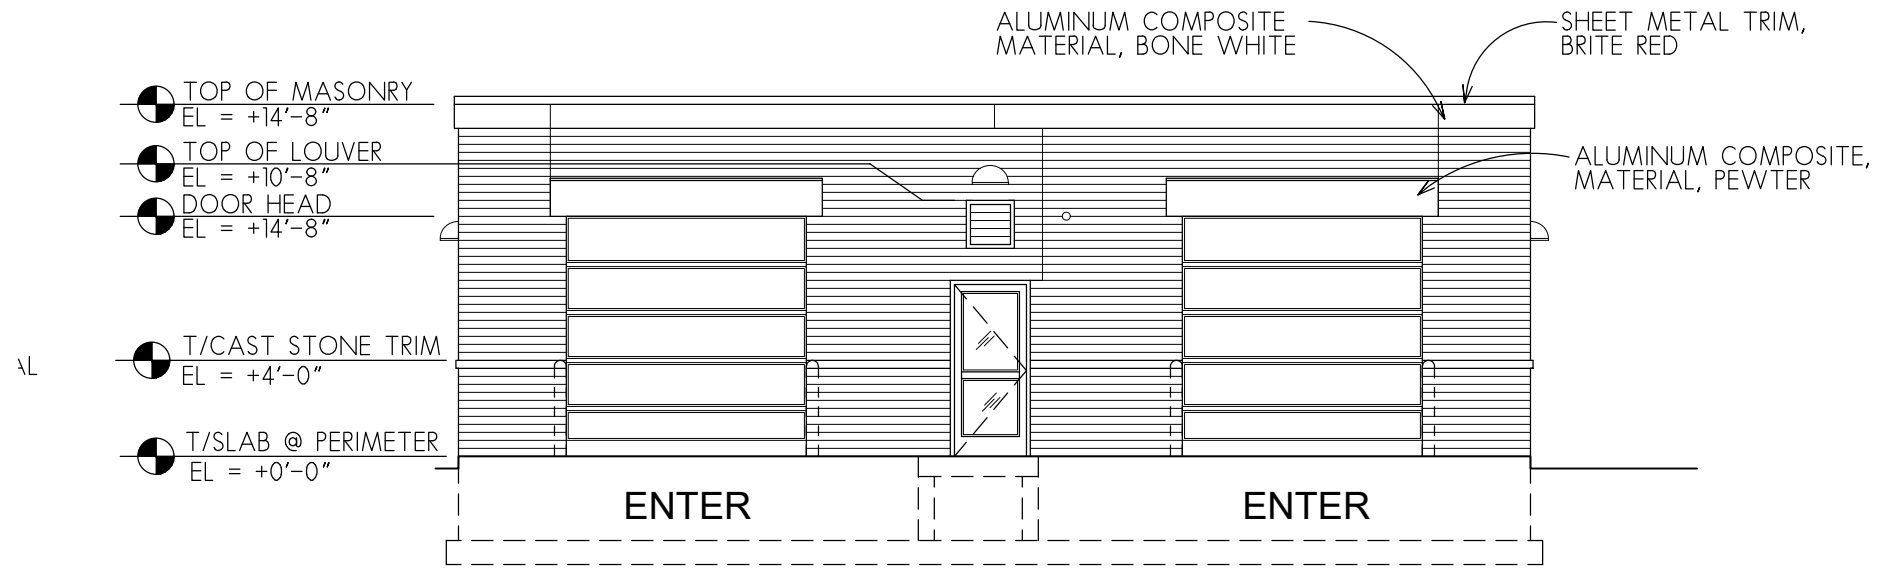 ALUMINUM COMPOSITE
MATERIAL, BONE WHITE
SHEET METAL TRIM,
BRITE RED
TOP OF MASONRY
EL = +14'-8"
TOP OF LOUVER
EL = +10'-8"
DOOR HEAD
EL = +14'-8"
ALUMINUM COMPOSITE,
MATERIAL, PEWTER
T/CAST STONE TRIM
EL = +4'-0"
AL
T/SLAB @ PERIMETER
EL = +0'-0"
ENTER
ENTER